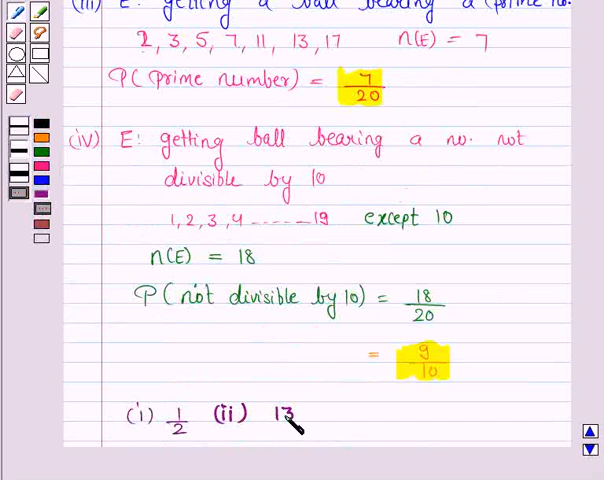 (iii) E: getting a ball bearing a (prime no.
2, 3, 5, 7, 11, 13, 17 n(E) = 7
P( prime number) = 7/20
(iv) E: getting ball bearing a no. not
divisible by 10
1, 2, 3, 4 ........ 19 except 10
n(E) = 18
P( not divisible by 10) = 18/20
= 9/10
(i) 1/2 (ii) 13